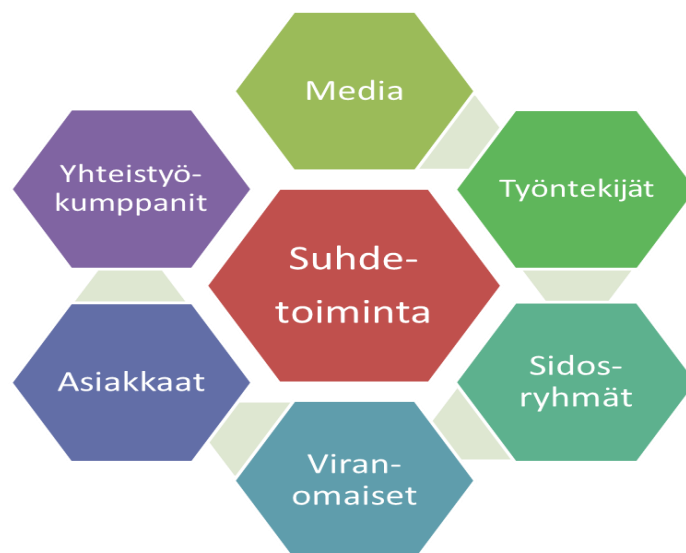 Media
Yhteistyö-
kumppanit
Työntekijät
Suhde-
toiminta
Asiakkaat
Sidos-
ryhmät
Viran-
omaiset